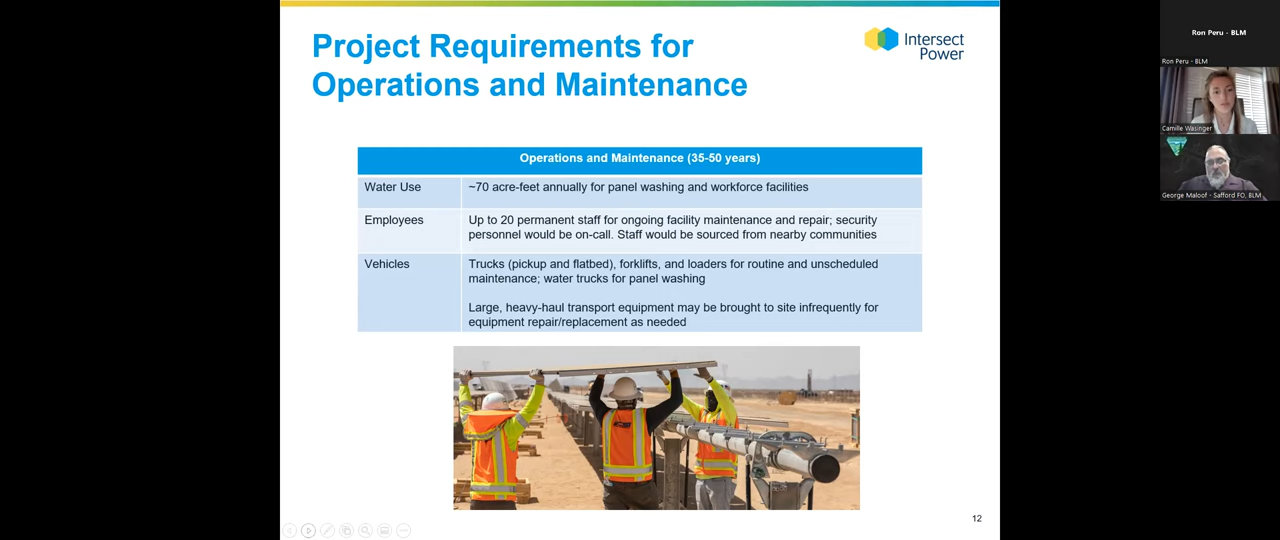 Project Requirements for
Operations and Maintenance
Intersect
Power
Operations and Maintenance (35-50 years)
Water Use
~70 acre-feet annually for panel washing and workforce facilities
Employees
Up to 20 permanent staff for ongoing facility maintenance and repair; security
personnel would be on-call. Staff would be sourced from nearby communities
Vehicles
Trucks (pickup and flatbed), forklifts, and loaders for routine and unscheduled
maintenance; water trucks for panel washing
Large, heavy-haul transport equipment may be brought to site infrequently for
equipment repair/replacement as needed
12
Ron Peru - BLM
Ron Peru - BLM
Camille Wasinger
George Maloof - Safford FO, BLM